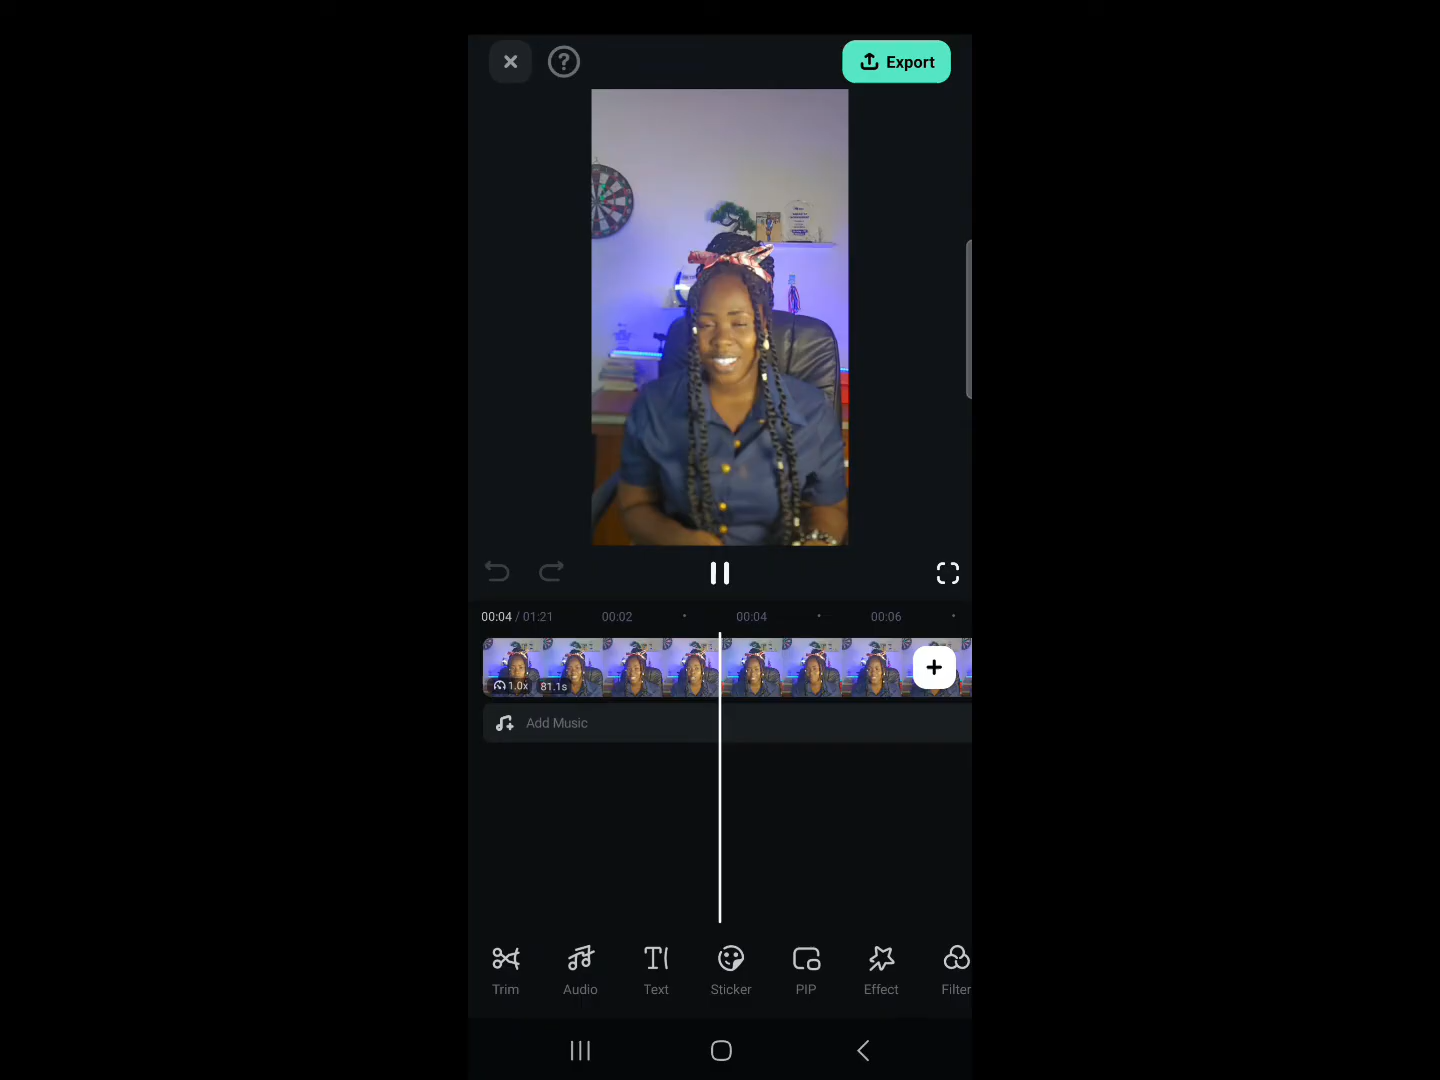 Export
00:04 / 01:21 00:02 00:04 00:06
1.0x 81.1s
Add Music
Trim Audio Text Sticker PIP Effect Filter